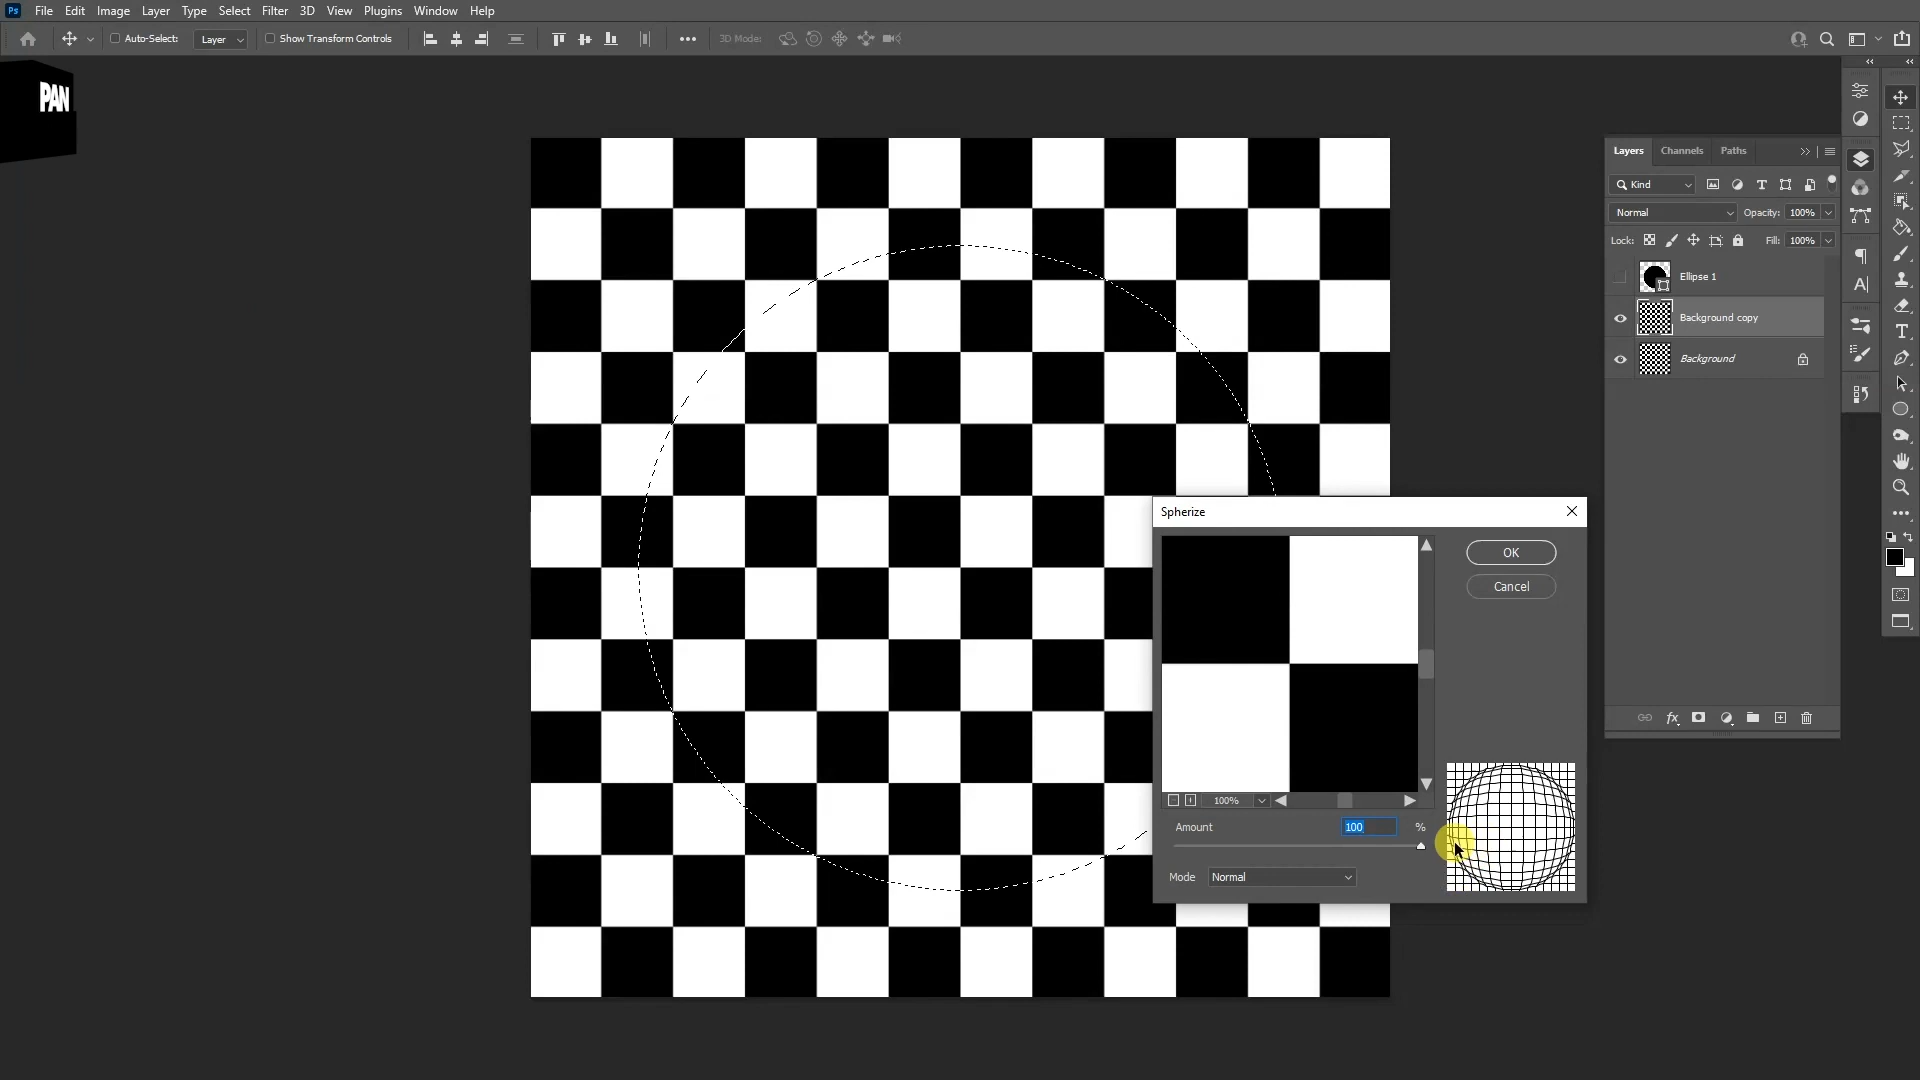 Ps File Edit Image Layer Type Select Filter 3D View Plugins Window Help
Auto-Select: Layer Show Transform Controls 3D Mode:
PAN
Layers Channels Paths
Kind
Normal Opacity: 100%
Lock: Fill: 100%
Ellipse 1
Background copy
Background
Spherize
OK
Cancel
100%
Amount 100 %
Mode Normal